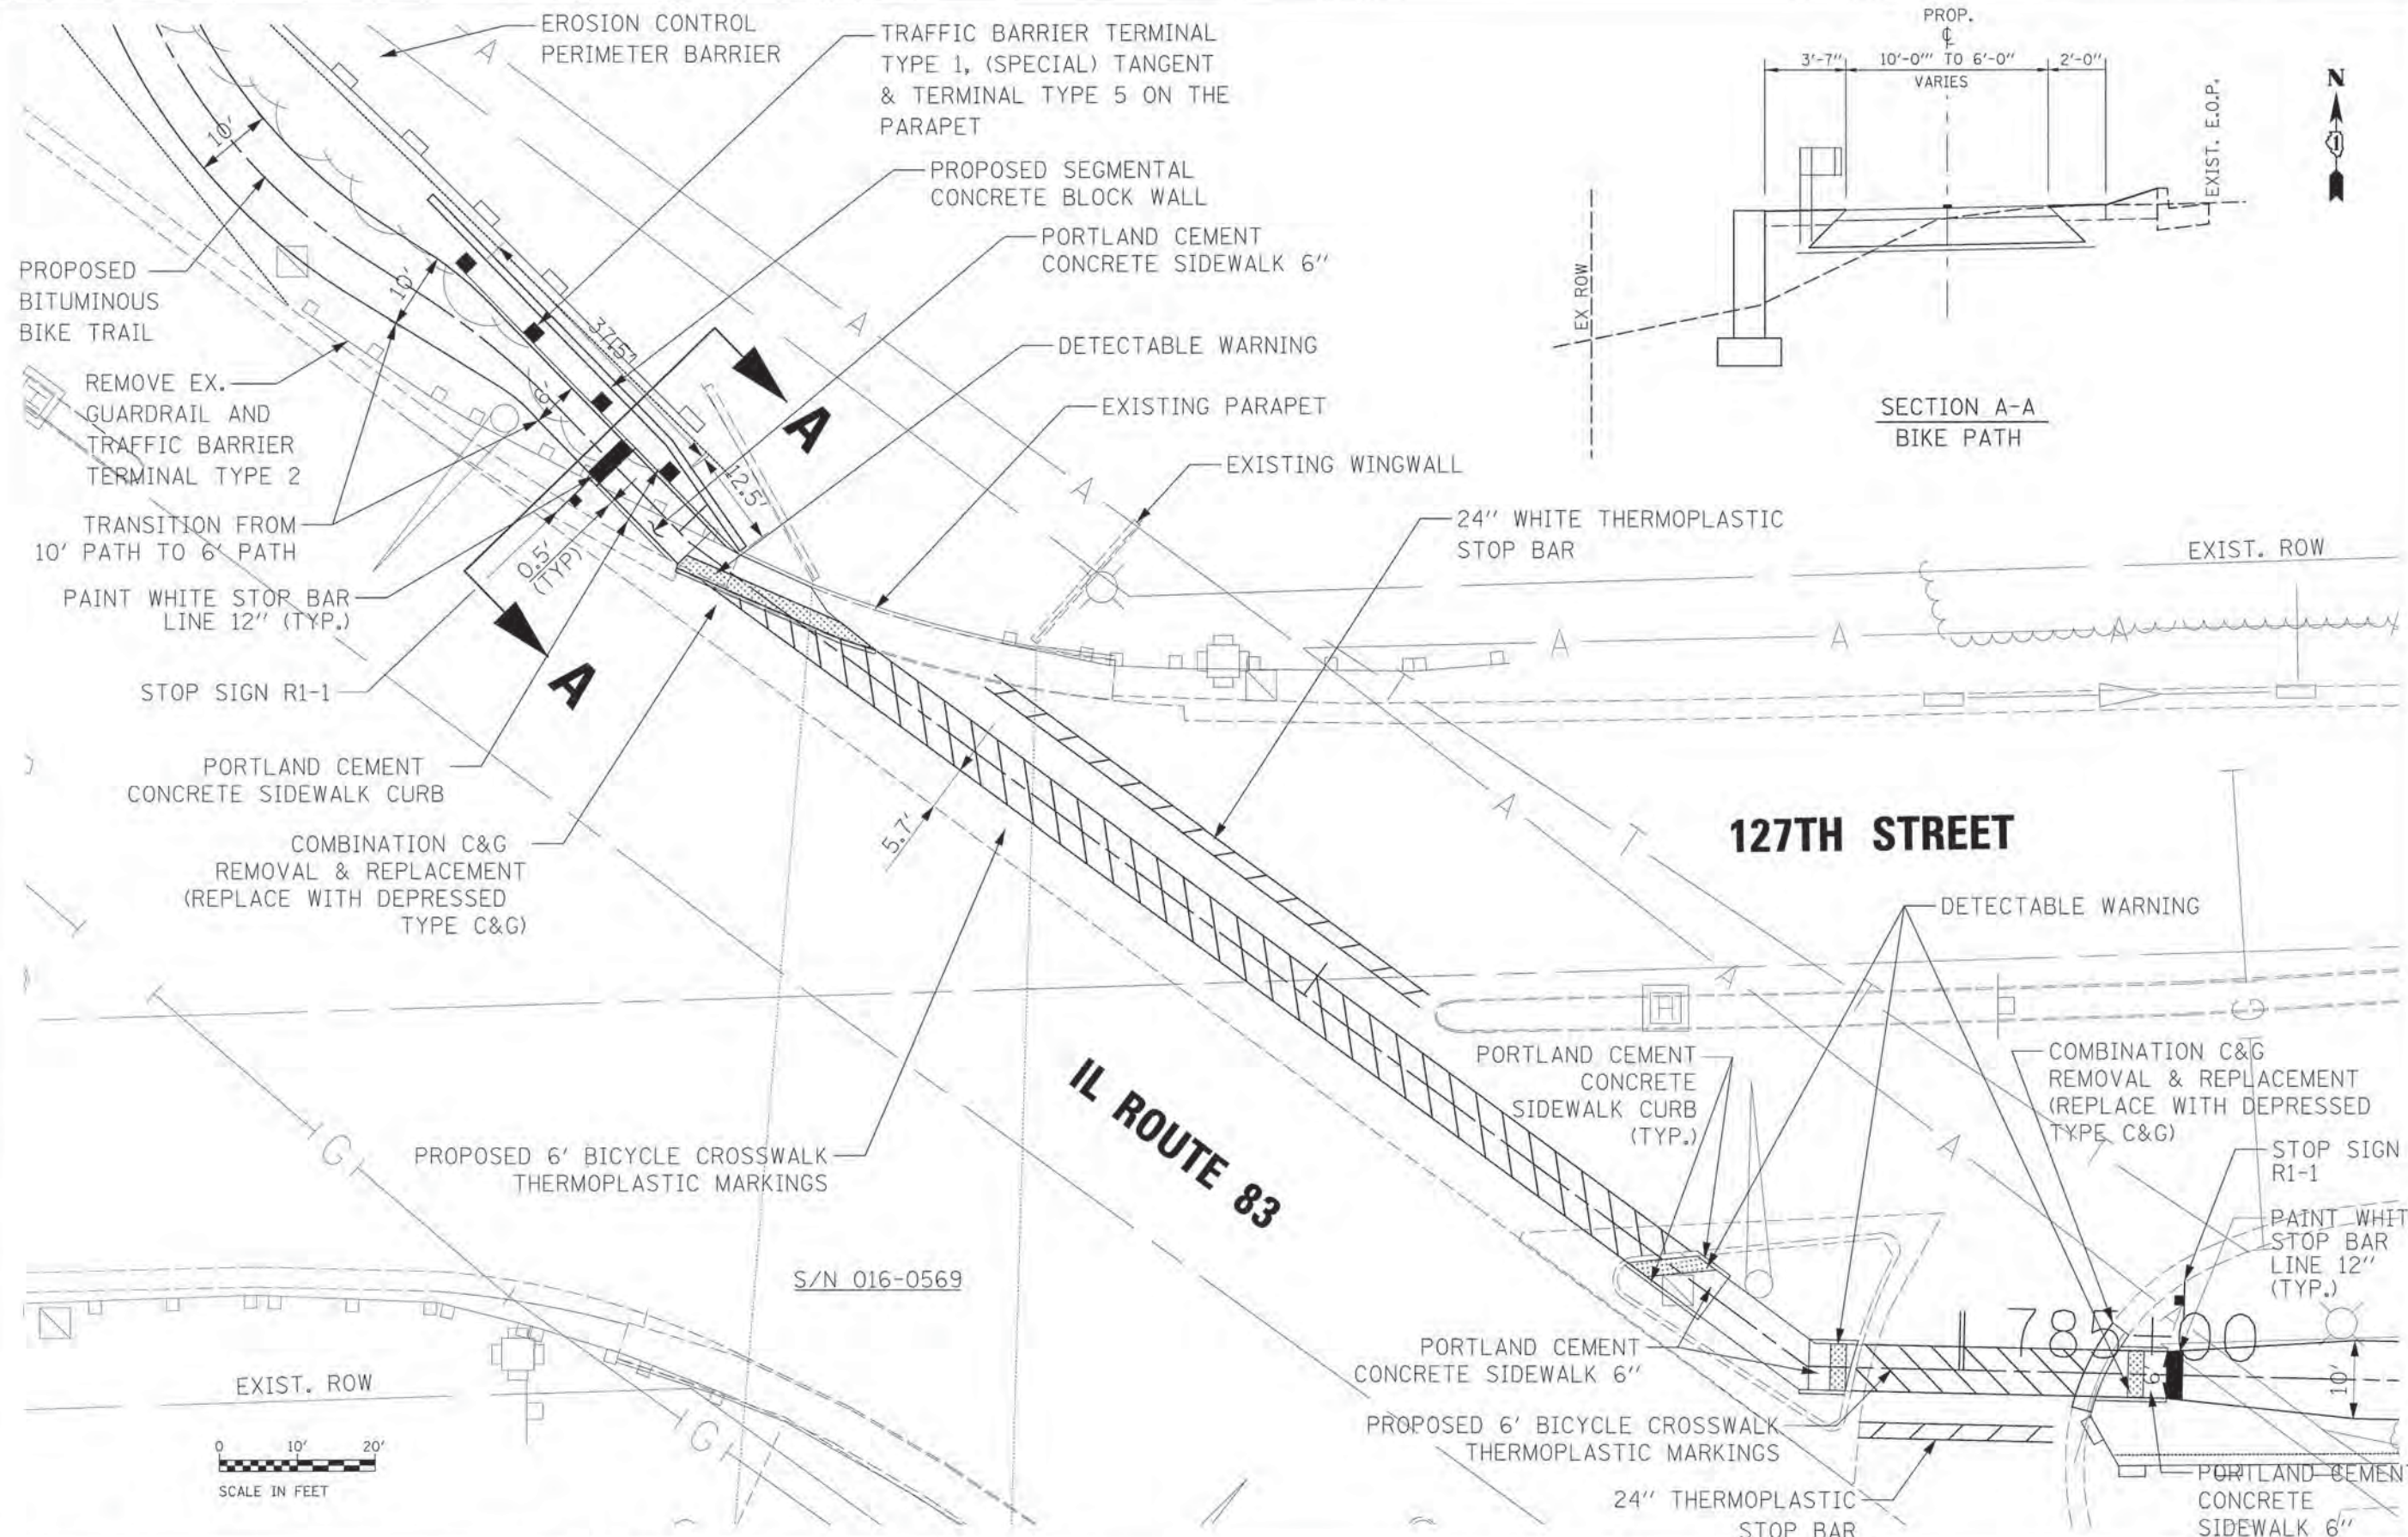 EROSION CONTROL
PERIMETER BARRIER
TRAFFIC BARRIER TERMINAL
TYPE 1, (SPECIAL) TANGENT
& TERMINAL TYPE 5 ON THE
PARAPET
PROPOSED SEGMENTAL
CONCRETE BLOCK WALL
PORTLAND CEMENT
CONCRETE SIDEWALK 6"
DETECTABLE WARNING
EXISTING PARAPET
EXISTING WINGWALL
24" WHITE THERMOPLASTIC
STOP BAR
PROP.
3'-7"
10'-0"' TO 6'-0"
2'-0"
VARIES
EXIST. E.O.P.
EX ROW
SECTION A-A
BIKE PATH
N
1
10'
PROPOSED
BITUMINOUS
BIKE TRAIL
10'
REMOVE EX.
GUARDRAIL AND
TRAFFIC BARRIER
TERMINAL TYPE 2
TRANSITION FROM
10' PATH TO 6' PATH
PAINT WHITE STOP BAR
LINE 12" (TYP.)
STOP SIGN R1-1
PORTLAND CEMENT
CONCRETE SIDEWALK CURB
COMBINATION C&G
REMOVAL & REPLACEMENT
(REPLACE WITH DEPRESSED
TYPE C&G)
37.5'
12.5'
6'
0.5'
(TYP)
A
A
5.7'
EXIST. ROW
A
A
A
A
A
A
A
T
T
A
A
A
A
A
H
H
127TH STREET
DETECTABLE WARNING
IL ROUTE 83
PORTLAND CEMENT
CONCRETE
SIDEWALK CURB
(TYP.)
COMBINATION C&G
REMOVAL & REPLACEMENT
(REPLACE WITH DEPRESSED
TYPE C&G)
STOP SIGN
R1-1
PAINT WHIT
STOP BAR
LINE 12"
(TYP.)
G
G
G
785+00
6'
10'
PROPOSED 6' BICYCLE CROSSWALK
THERMOPLASTIC MARKINGS
S/N 016-0569
EXIST. ROW
0 10' 20'
SCALE IN FEET
PORTLAND CEMENT
CONCRETE SIDEWALK 6"
PROPOSED 6' BICYCLE CROSSWALK
THERMOPLASTIC MARKINGS
24" THERMOPLASTIC
STOP BAR
PORTLAND CEMENT
CONCRETE
SIDEWALK 6"